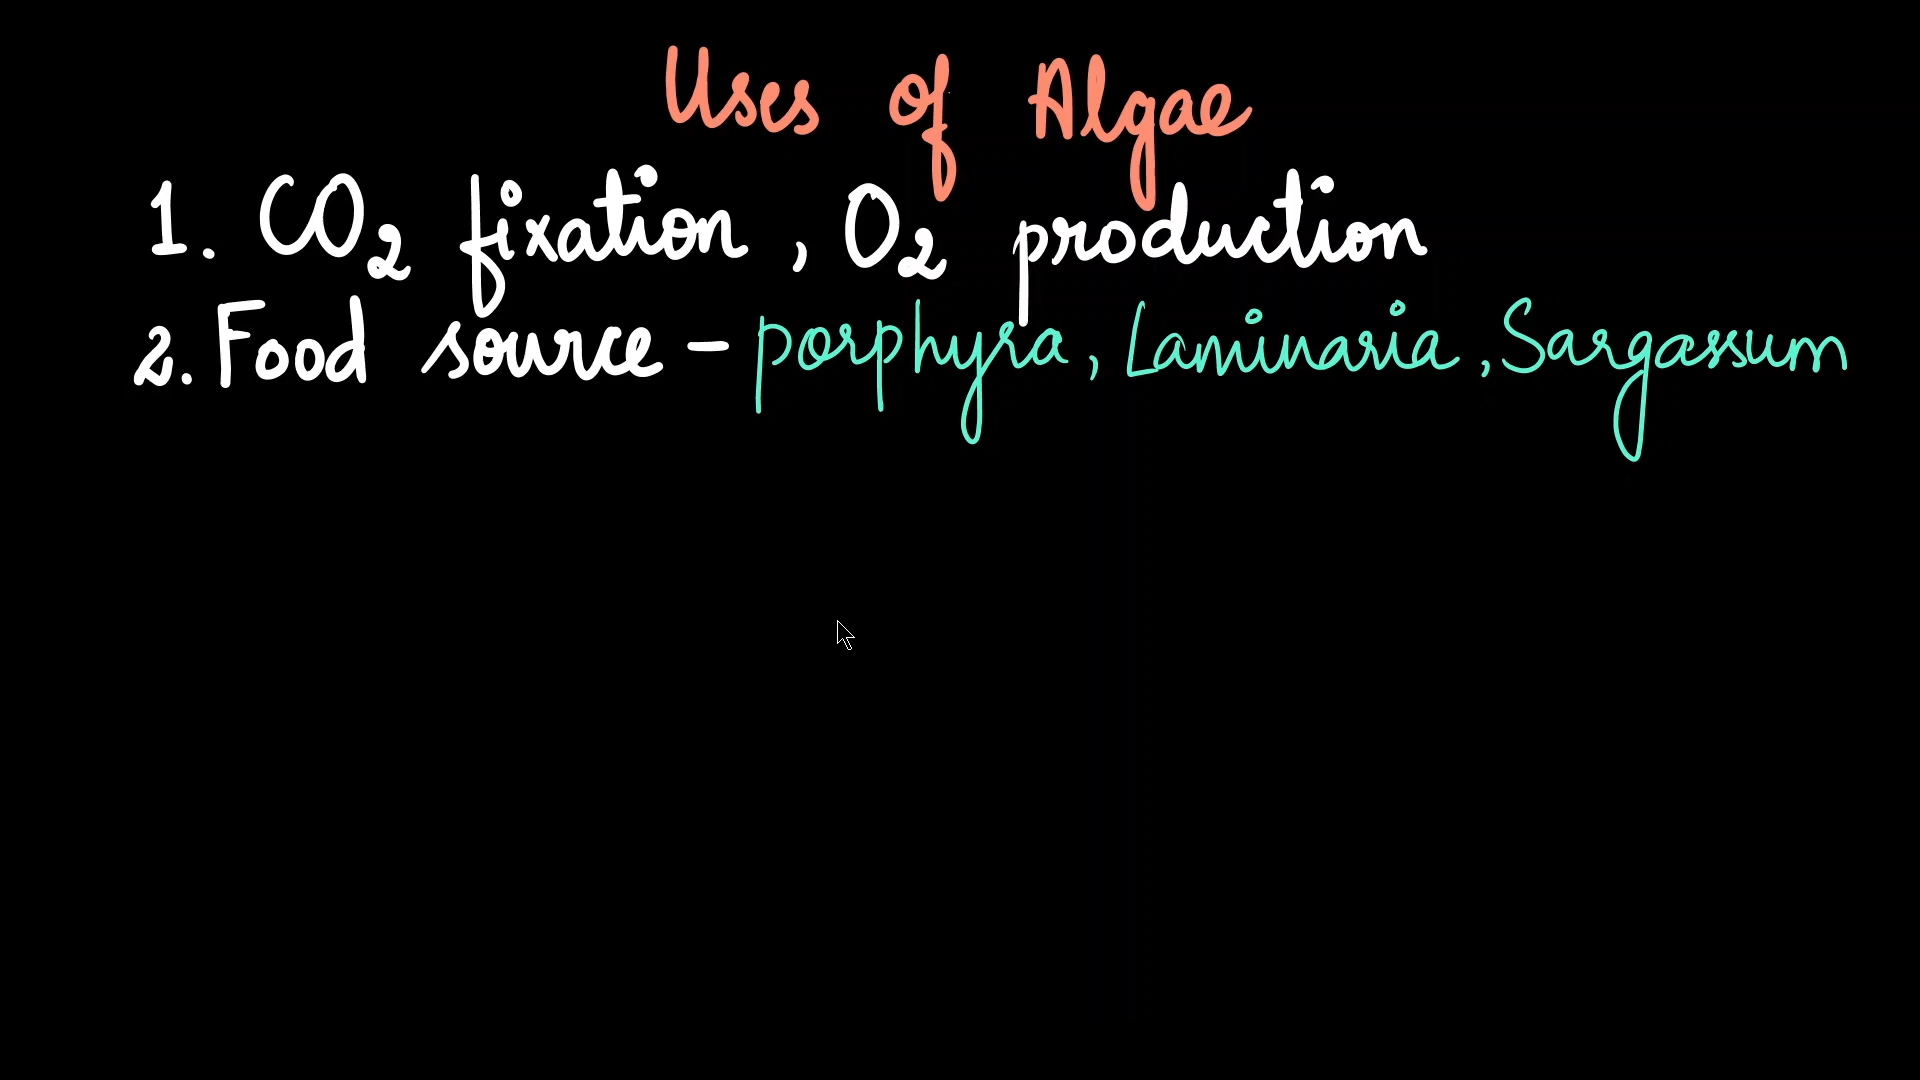 Uses of Algae
1. CO₂ fixation, O₂ production
2. Food source - porphyra, Laminaria, Sargassum